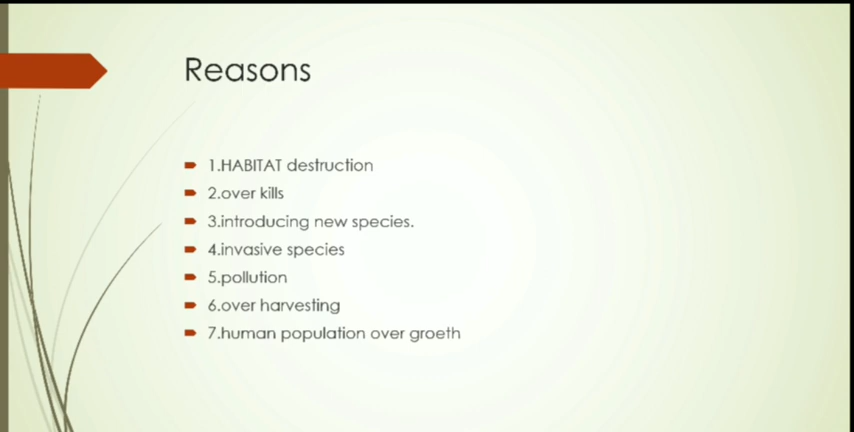 Reasons
1.HABITAT destruction
2.over kills
3.introducing new species.
4.invasive species
5.pollution
6.over harvesting
7.human population over groeth